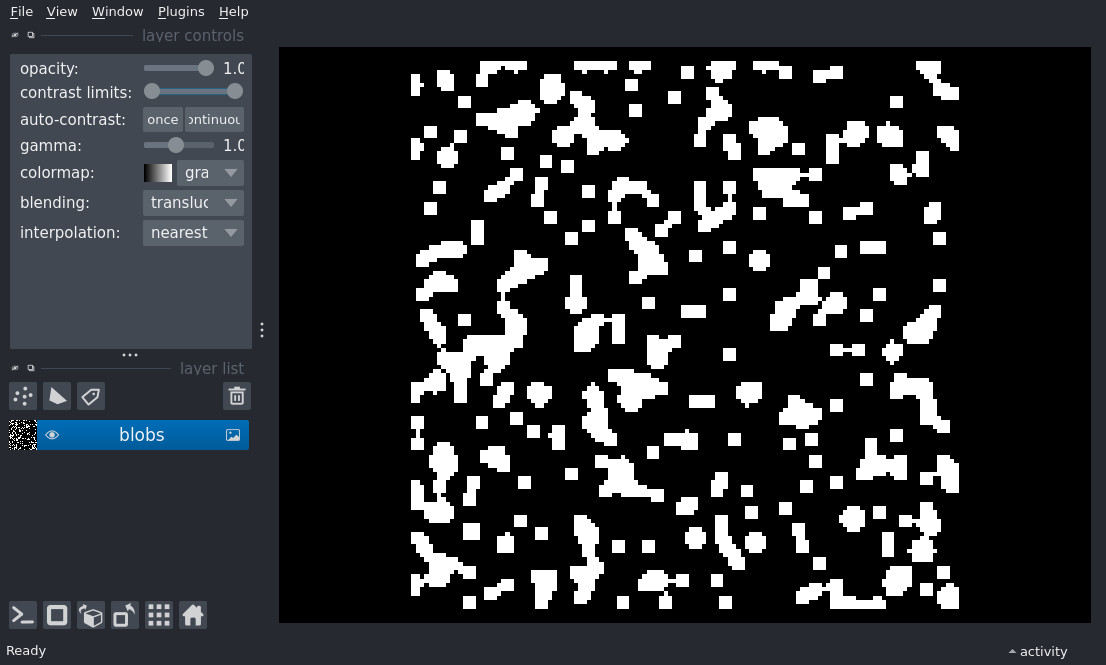 File View Window Plugins Help
layer controls
opacity: 1.0
contrast limits:
auto-contrast: once ontinuou
gamma: 1.0
colormap: gra
blending: transluc
interpolation: nearest
layer list
blobs
Ready
activity